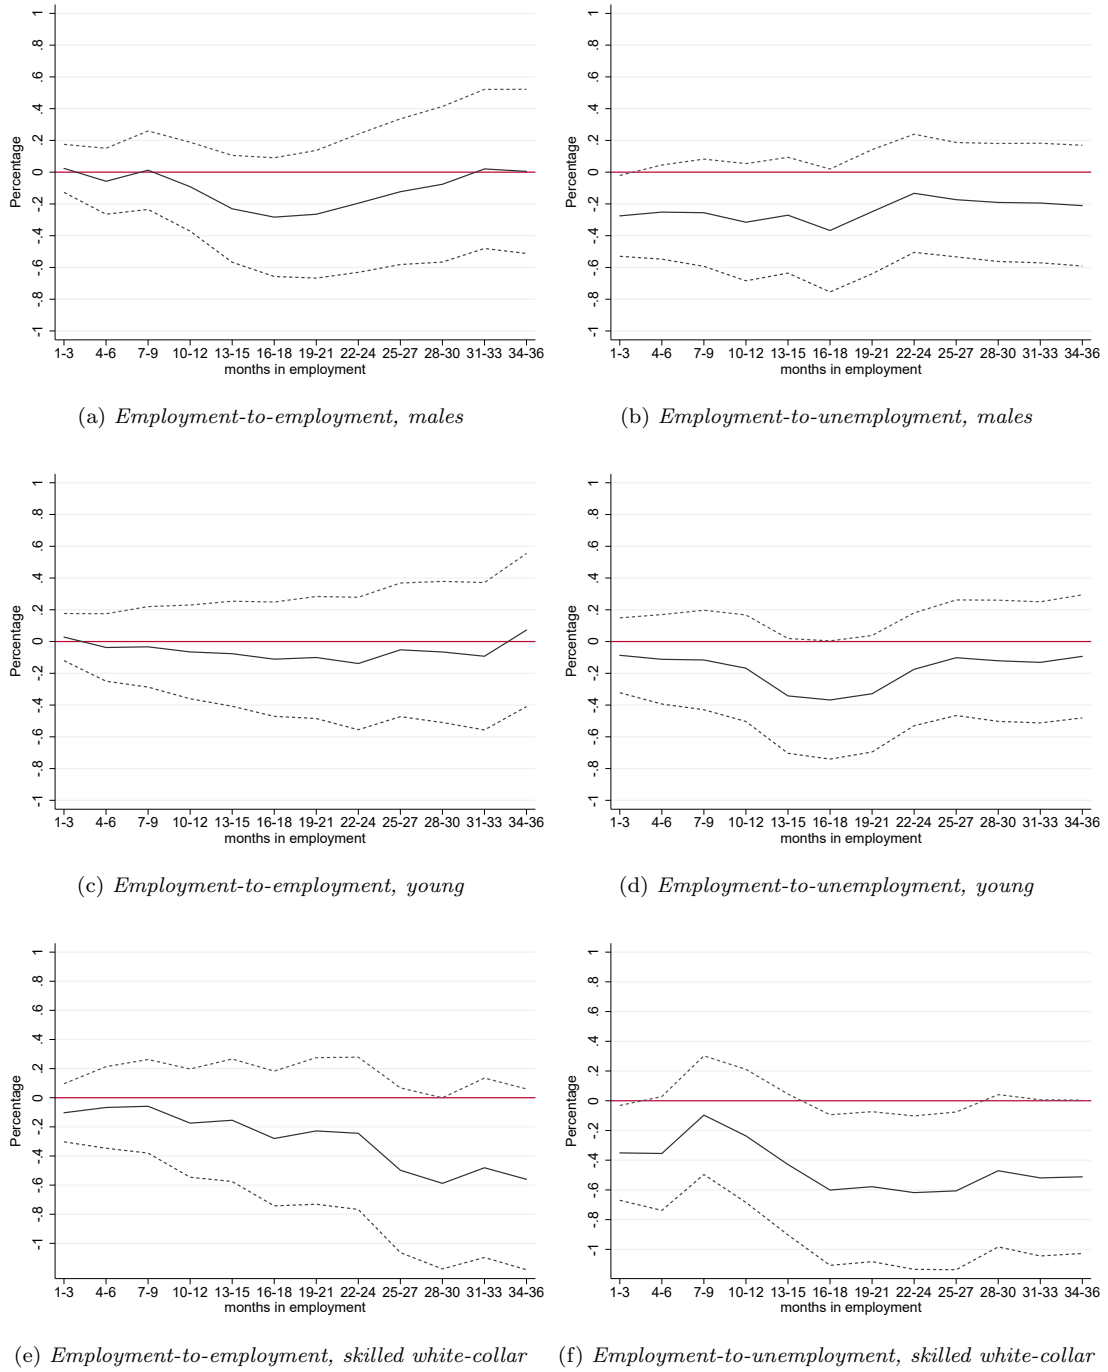 1
.8
.6
.4
.2
0
-.2
-.4
-.6
-.8
-1
Percentage
1-3 4-6 7-9 10-12 13-15 16-18 19-21 22-24 25-27 28-30 31-33 34-36
months in employment
(a) Employment-to-employment, males
1
.8
.6
.4
.2
0
-.2
-.4
-.6
-.8
-1
Percentage
1-3 4-6 7-9 10-12 13-15 16-18 19-21 22-24 25-27 28-30 31-33 34-36
months in employment
(b) Employment-to-unemployment, males
1
.8
.6
.4
.2
0
-.2
-.4
-.6
-.8
-1
Percentage
1-3 4-6 7-9 10-12 13-15 16-18 19-21 22-24 25-27 28-30 31-33 34-36
months in employment
(c) Employment-to-employment, young
1
.8
.6
.4
.2
0
-.2
-.4
-.6
-.8
-1
Percentage
1-3 4-6 7-9 10-12 13-15 16-18 19-21 22-24 25-27 28-30 31-33 34-36
months in employment
(d) Employment-to-unemployment, young
1
.8
.6
.4
.2
0
-.2
-.4
-.6
-.8
-1
Percentage
1-3 4-6 7-9 10-12 13-15 16-18 19-21 22-24 25-27 28-30 31-33 34-36
months in employment
(e) Employment-to-employment, skilled white-collar
1
.8
.6
.4
.2
0
-.2
-.4
-.6
-.8
-1
Percentage
1-3 4-6 7-9 10-12 13-15 16-18 19-21 22-24 25-27 28-30 31-33 34-36
months in employment
(f) Employment-to-unemployment, skilled white-collar